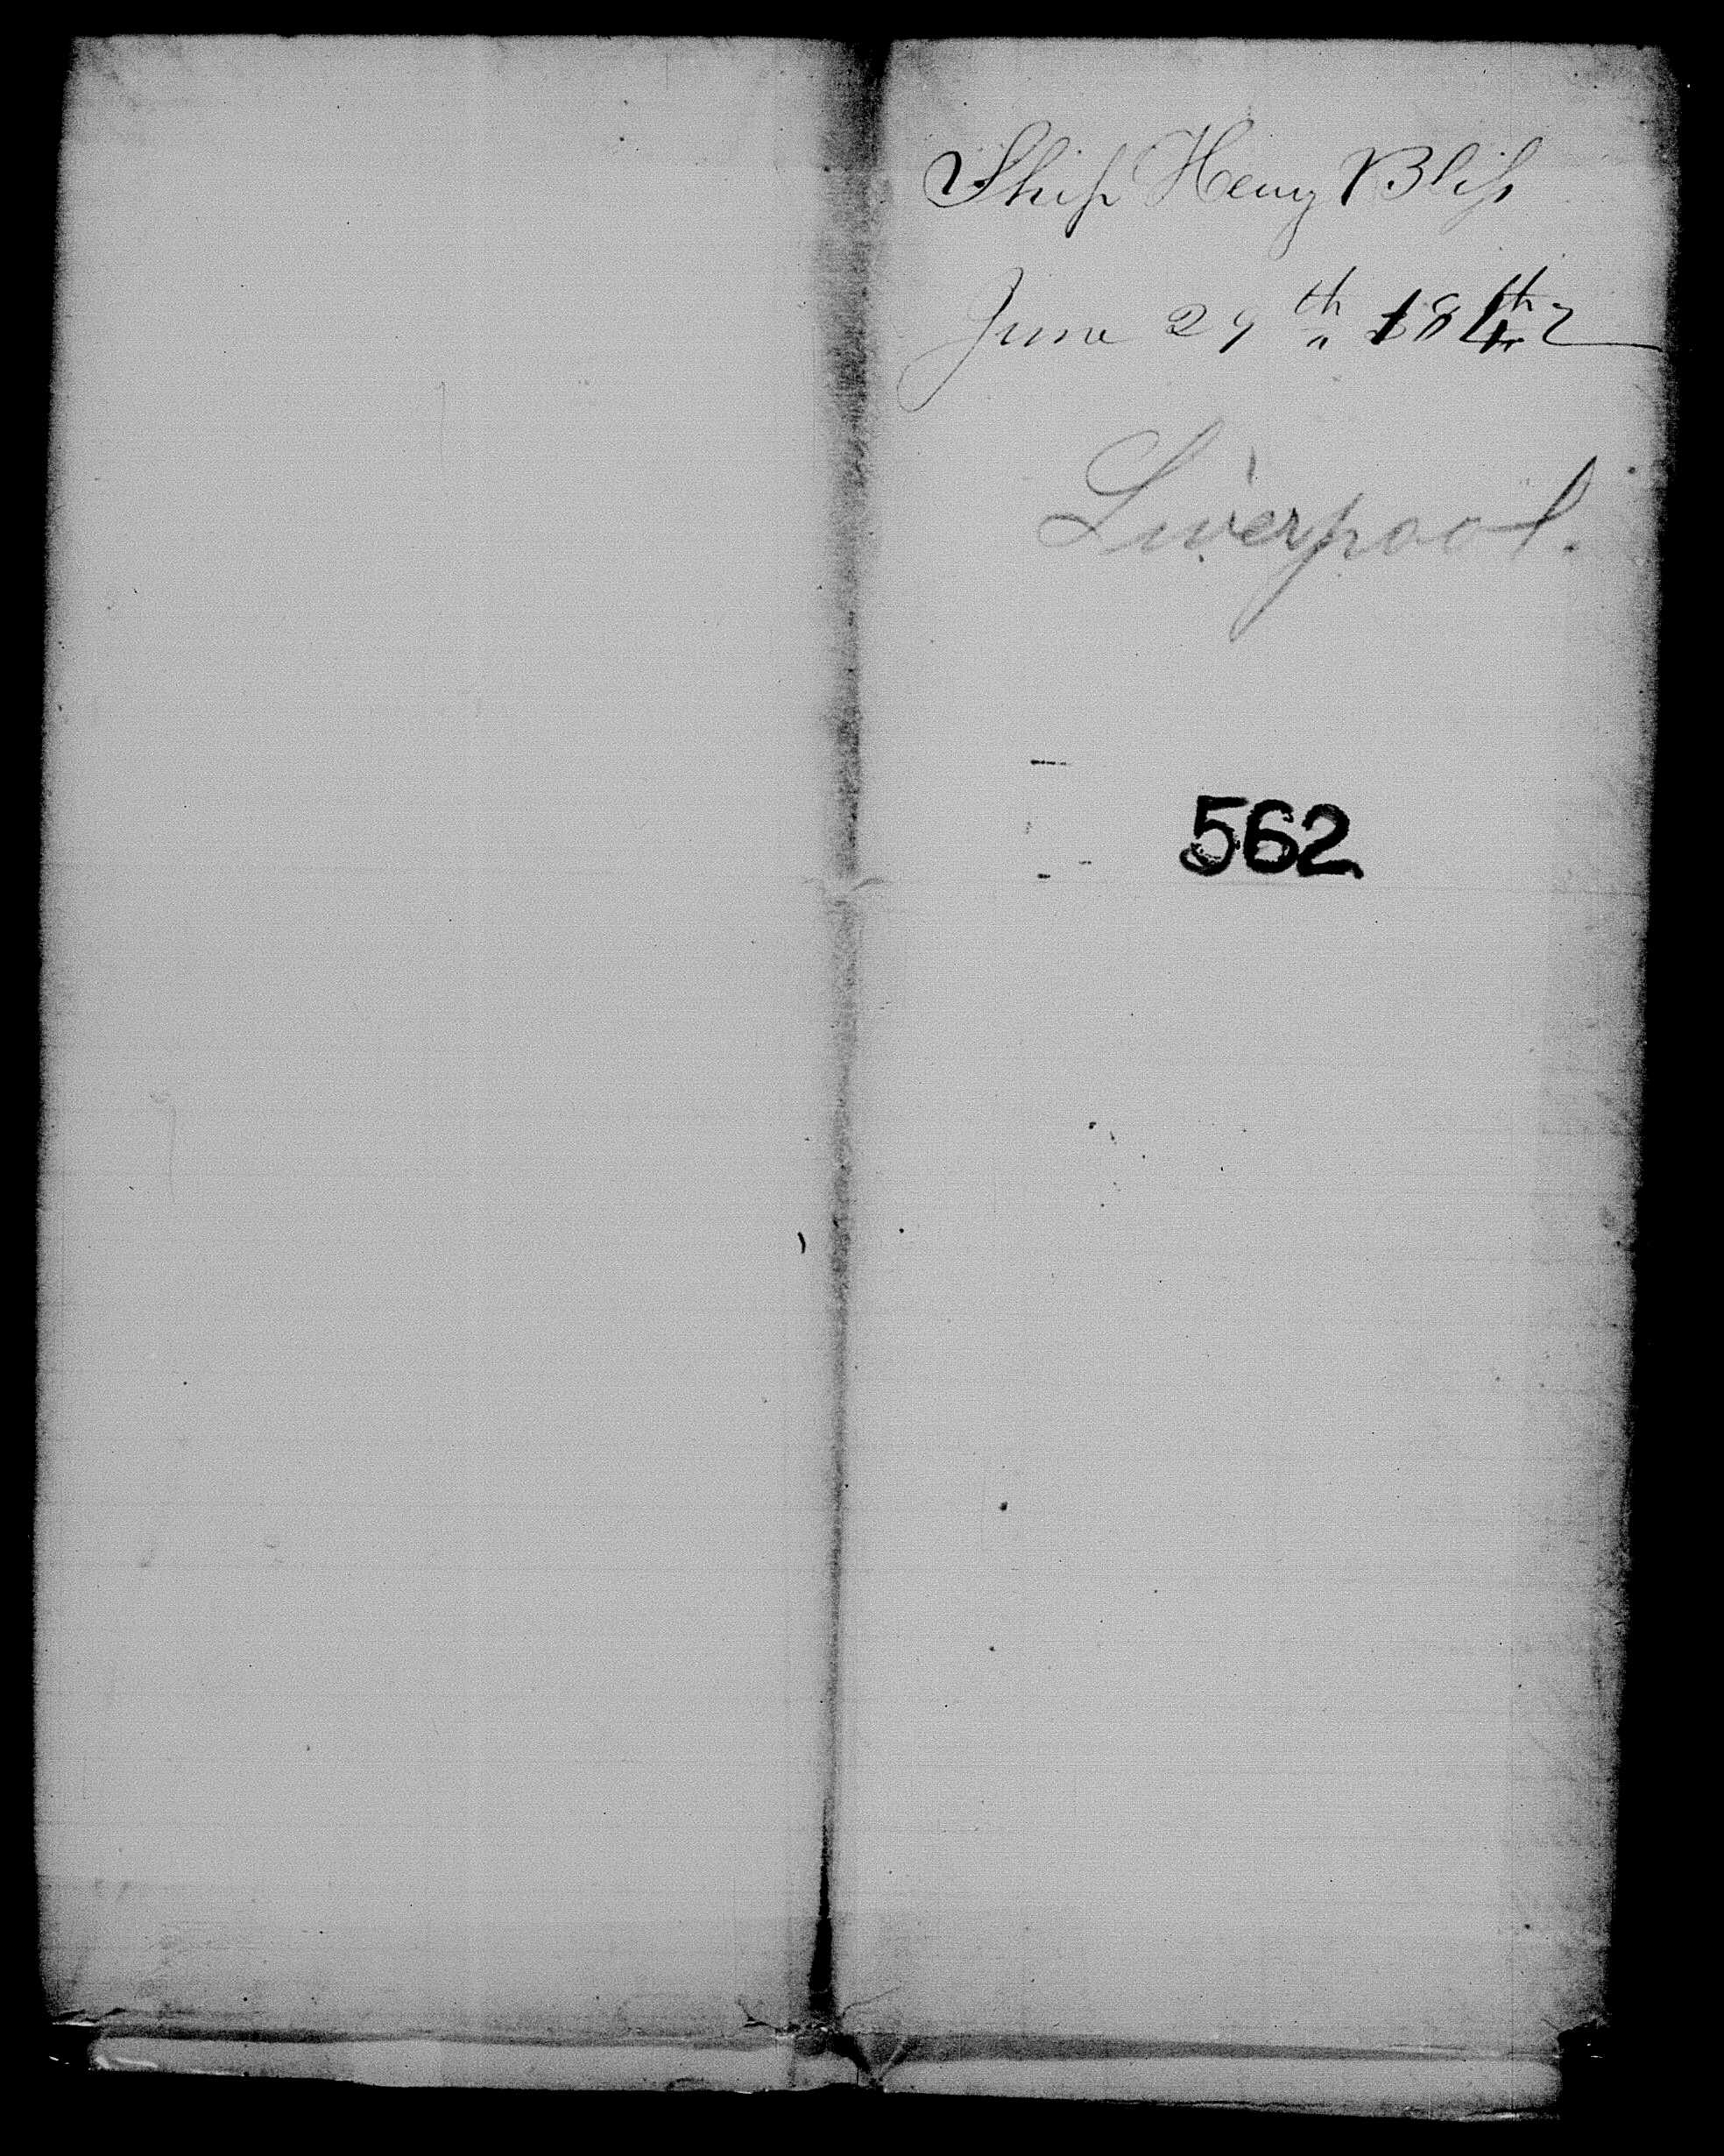 Ship Henry Bliss
June 29th 1842
Liverpool.
562